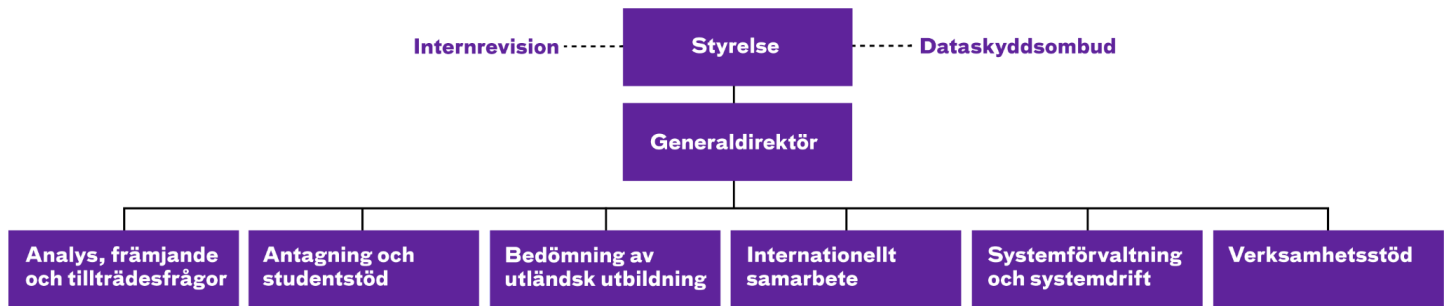 Internrevision
Styrelse
Dataskyddsombud
Generaldirektör
Analys, främjande
och tillträdesfrågor
Antagning och
studentstöd
Bedömning av
utländsk utbildning
Internationellt
samarbete
Systemförvaltning
och systemdrift
Verksamhetsstöd